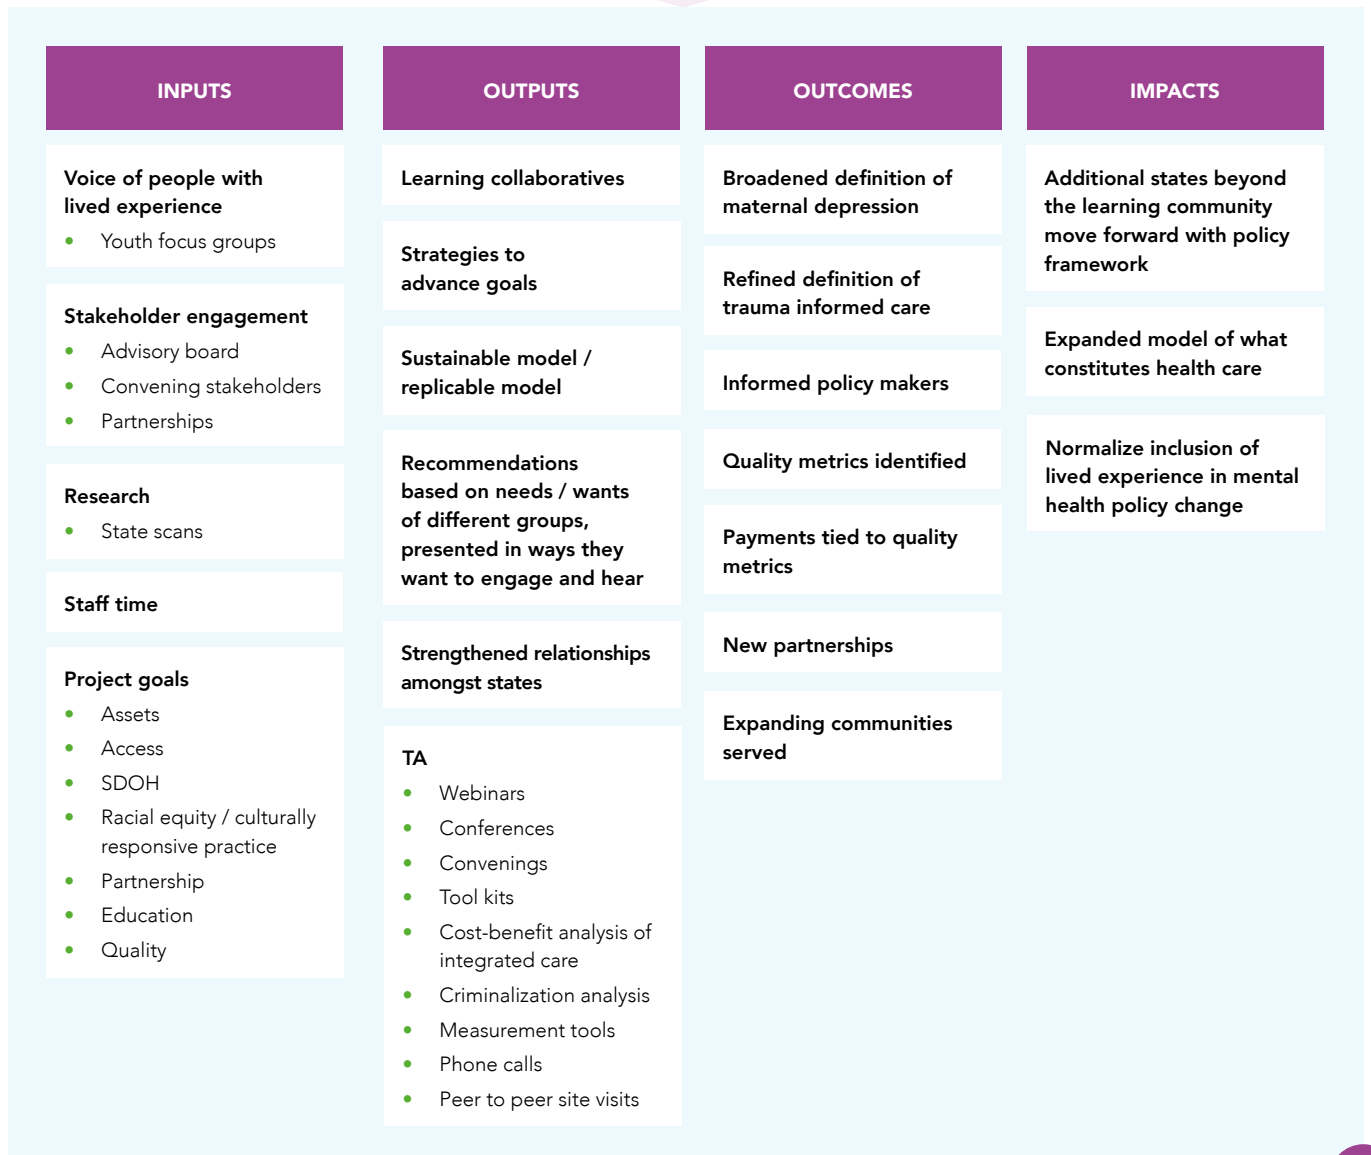 INPUTS
Voice of people with
lived experience
• Youth focus groups
Stakeholder engagement
• Advisory board
• Convening stakeholders
• Partnerships
Research
• State scans
Staff time
Project goals
• Assets
• Access
• SDOH
• Racial equity / culturally
responsive practice
• Partnership
• Education
• Quality
OUTPUTS
Learning collaboratives
Strategies to
advance goals
Sustainable model /
replicable model
Recommendations
based on needs / wants
of different groups,
presented in ways they
want to engage and hear
Strengthened relationships
amongst states
TA
• Webinars
• Conferences
• Convenings
• Tool kits
• Cost-benefit analysis of
integrated care
• Criminalization analysis
• Measurement tools
• Phone calls
• Peer to peer site visits
OUTCOMES
Broadened definition of
maternal depression
Refined definition of
trauma informed care
Informed policy makers
Quality metrics identified
Payments tied to quality
metrics
New partnerships
Expanding communities
served
IMPACTS
Additional states beyond
the learning community
move forward with policy
framework
Expanded model of what
constitutes health care
Normalize inclusion of
lived experience in mental
health policy change